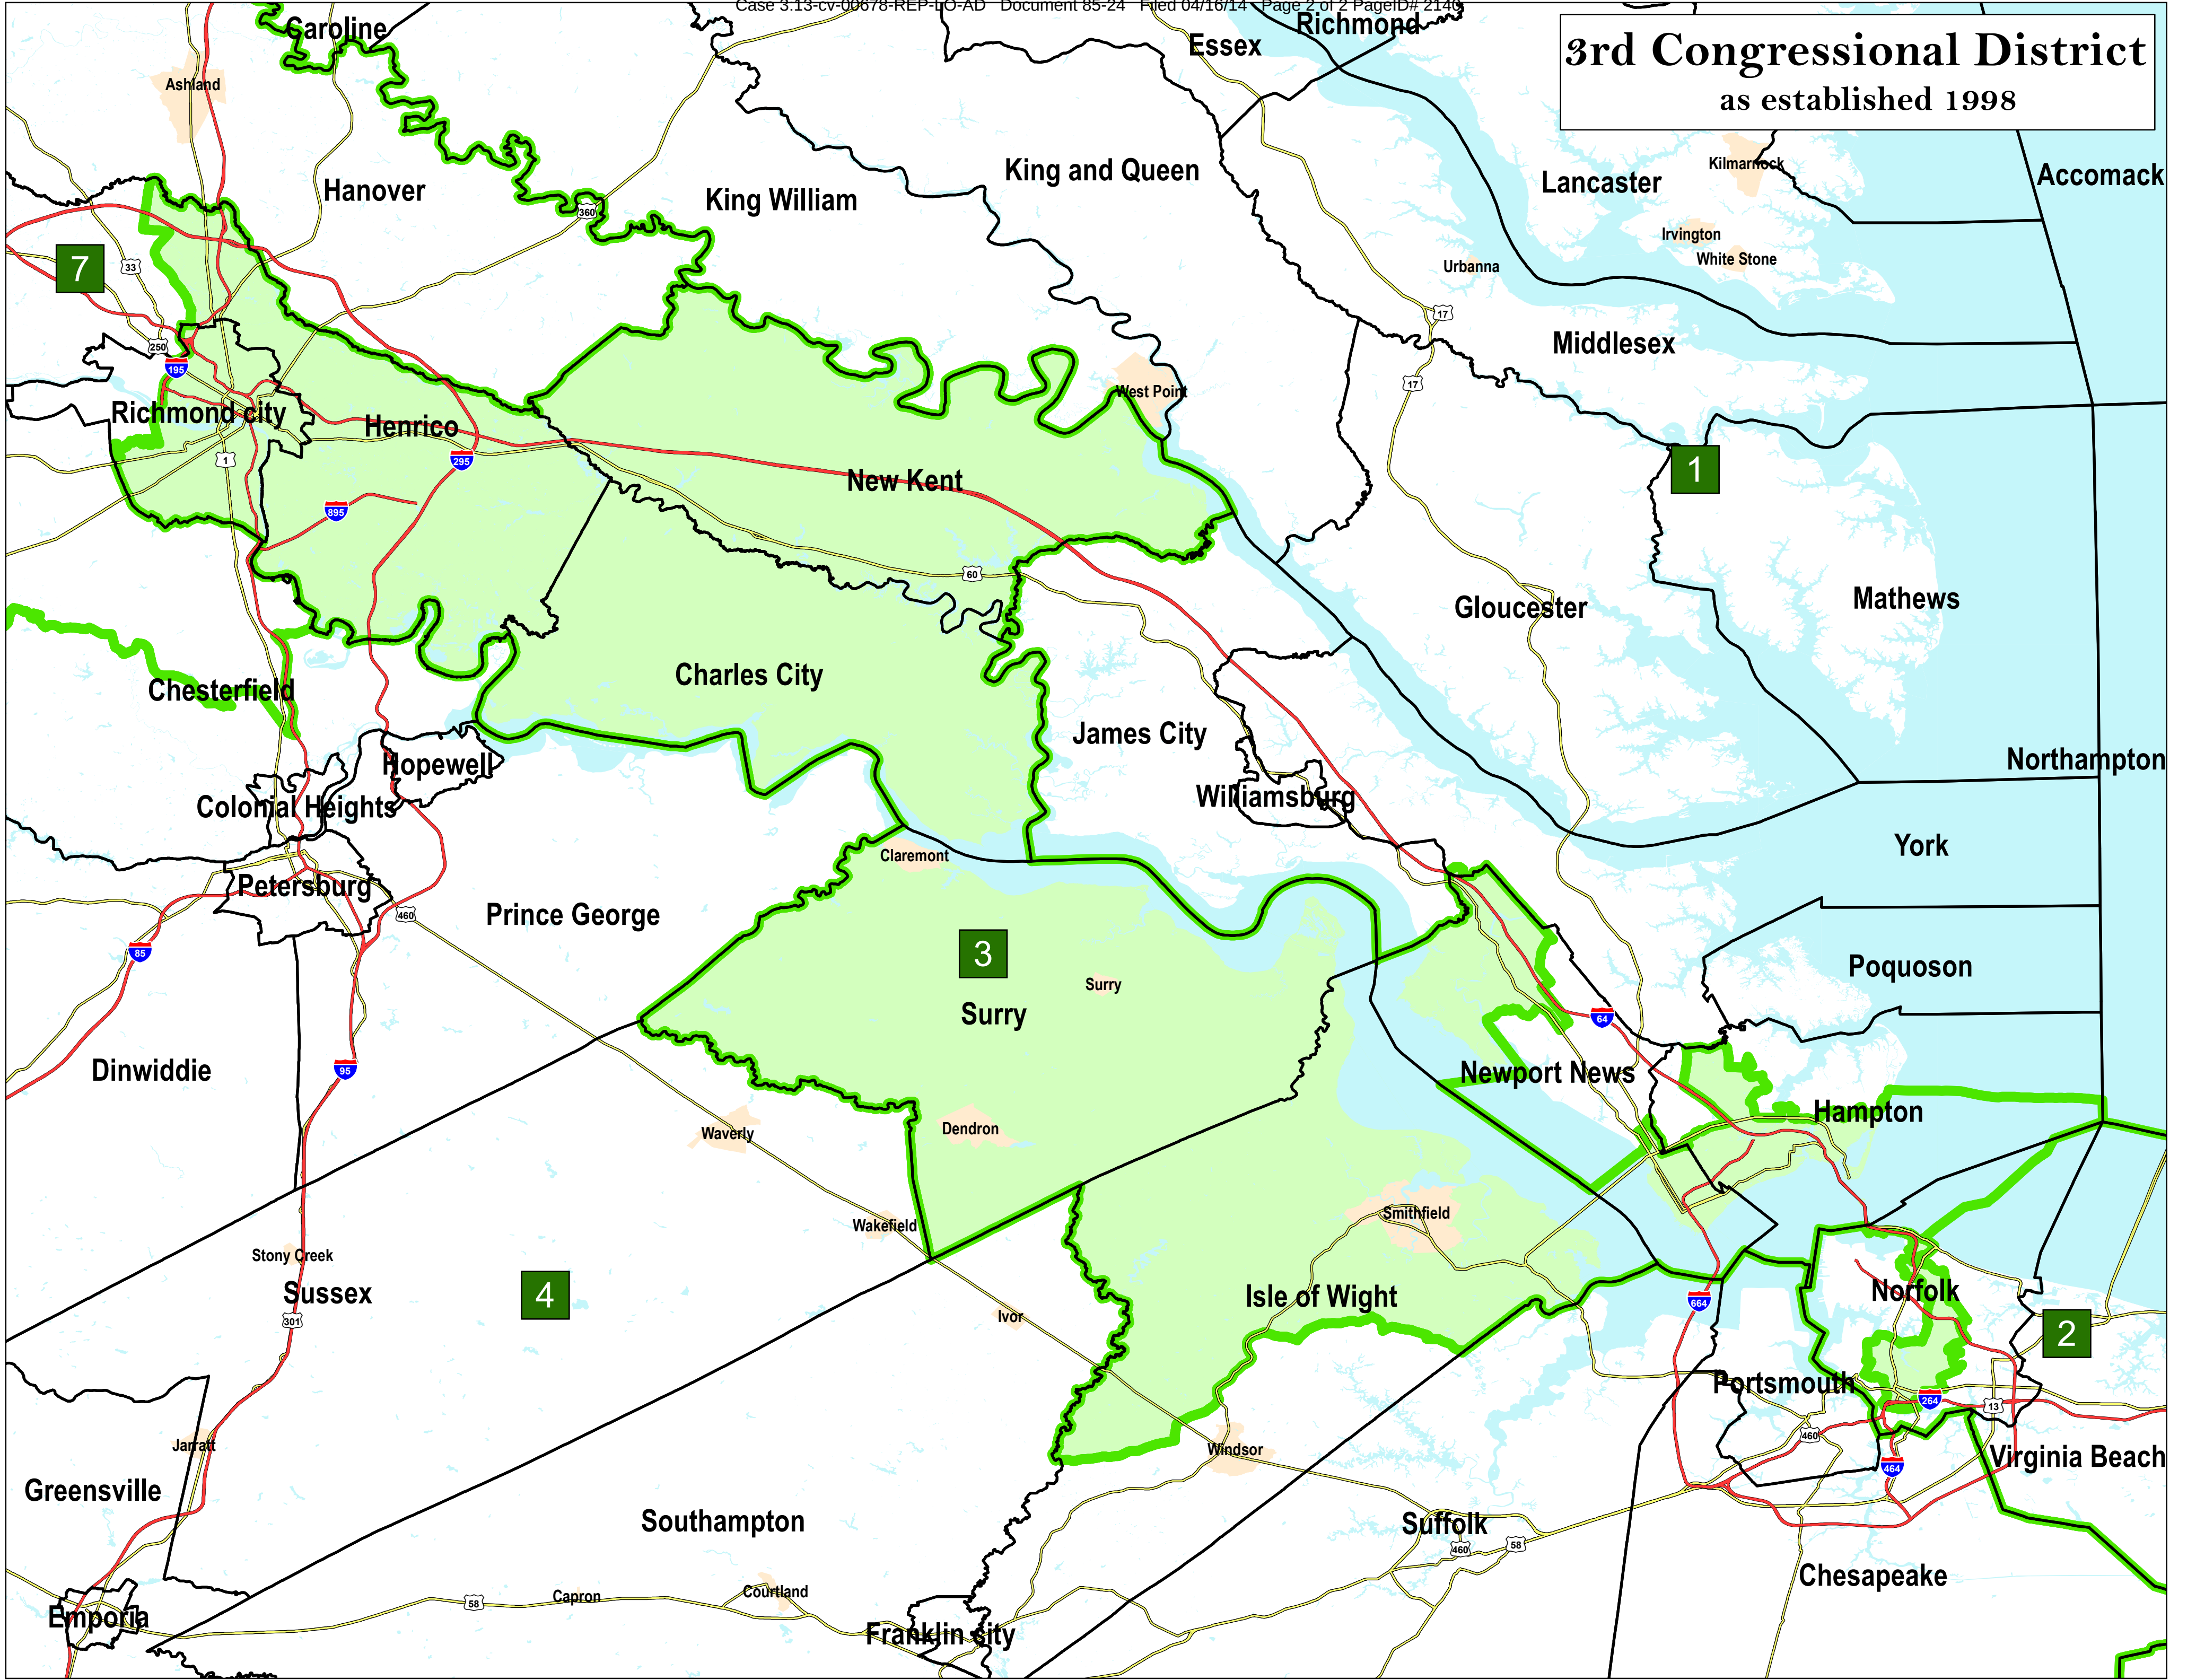 Case 3:13-cv-00678-REP-LO-AD Document 85-24 Filed 04/16/14 Page 2 of 2 PageID# 2140
3rd Congressional District
as established 1998
Caroline
Richmond
Essex
Ashland
Kilmarnock
King and Queen
Accomack
Lancaster
Hanover
King William
360
Irvington
White Stone
7
33
Urbanna
17
250
Middlesex
195
17
West Point
Richmond city
Henrico
1
295
1
New Kent
895
60
Mathews
Gloucester
Charles City
Chesterfield
James City
Northampton
Hopewell
Williamsburg
Colonial Heights
York
Claremont
Petersburg
460
Prince George
85
3
Poquoson
Surry
Surry
64
Dinwiddie
95
Newport News
Hampton
Dendron
Waverly
Smithfield
Wakefield
Stony Creek
Sussex
4
Isle of Wight
Norfolk
664
301
Ivor
2
Portsmouth
264
13
460
Jarratt
Windsor
Virginia Beach
464
Greensville
Southampton
Suffolk
460
58
Chesapeake
Courtland
Capron
58
Emporia
Franklin city